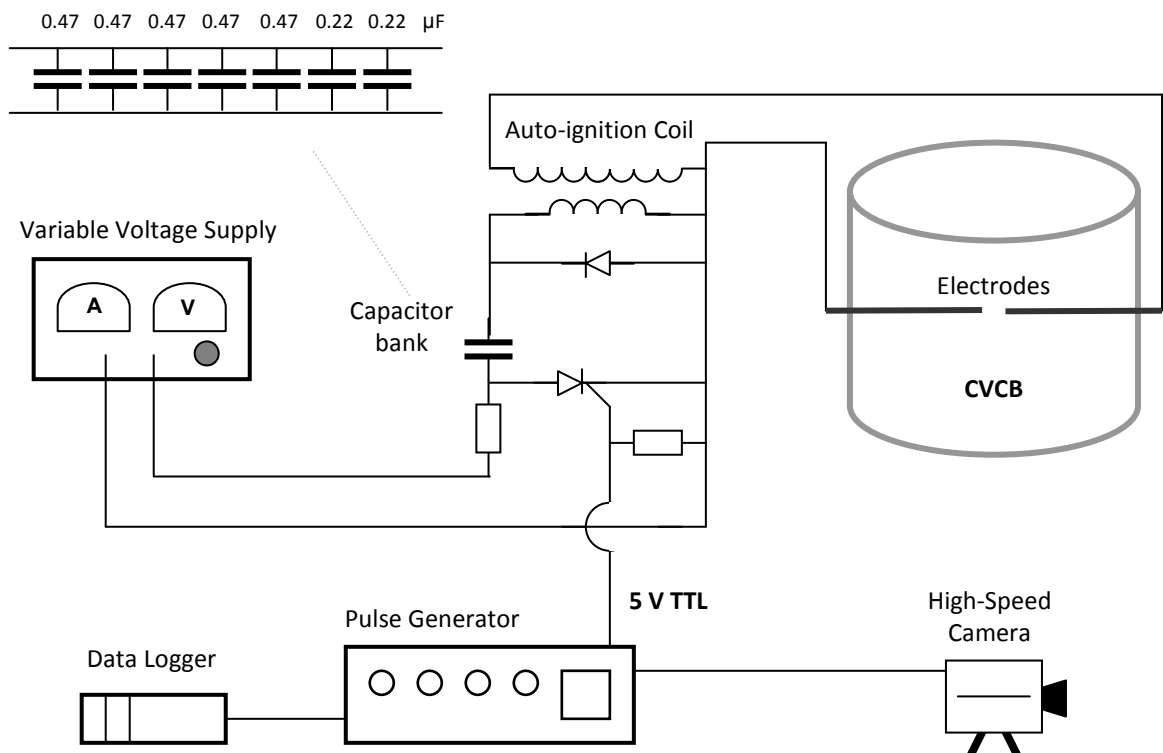 0.47 0.47 0.47 0.47 0.47 0.22 0.22 µF
Auto-ignition Coil
Variable Voltage Supply
A V
Capacitor
bank
Electrodes
CVCB
5 V TTL
Pulse Generator
High-Speed
Camera
Data Logger